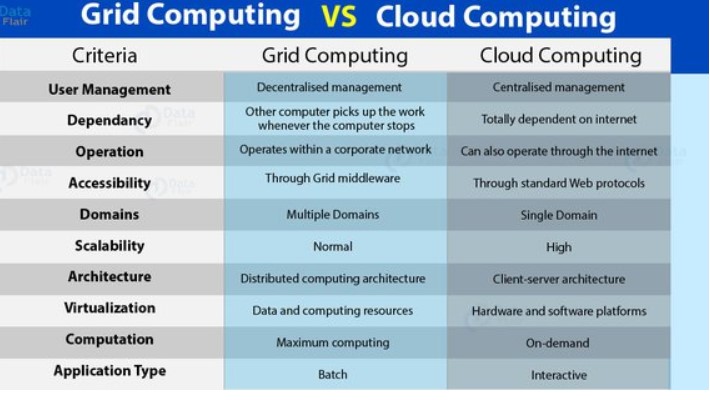 Data
Flair
Grid Computing VS Cloud Computing
Criteria Grid Computing Cloud Computing
User Management Decentralised management Centralised management
Dependancy Other computer picks up the work
whenever the computer stops Totally dependent on internet
Operation Operates within a corporate network Can also operate through the internet
Accessibility Through Grid middleware Through standard Web protocols
Domains Multiple Domains Single Domain
Scalability Normal High
Architecture Distributed computing architecture Client-server architecture
Virtualization Data and computing resources Hardware and software platforms
Computation Maximum computing On-demand
Application Type Batch Interactive